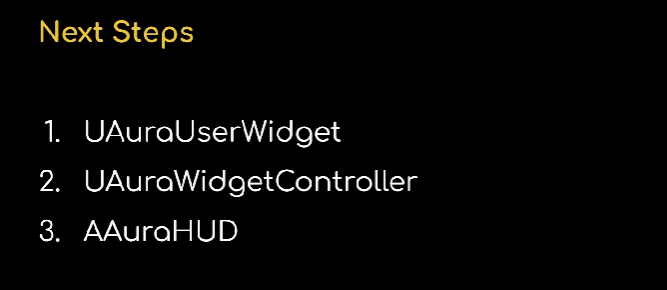 Next Steps
1. UAuraUserWidget
2. UAuraWidgetController
3. AAuraHUD